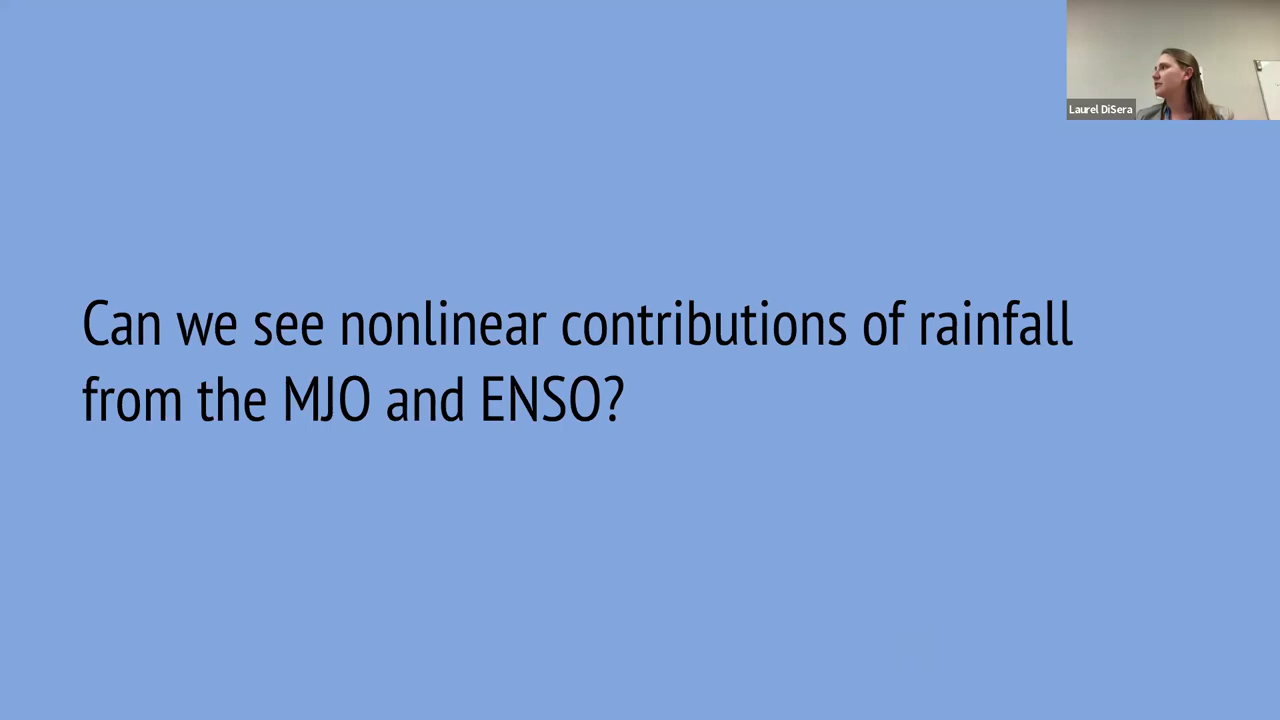 Laurel DiSera
Can we see nonlinear contributions of rainfall
from the MJO and ENSO?